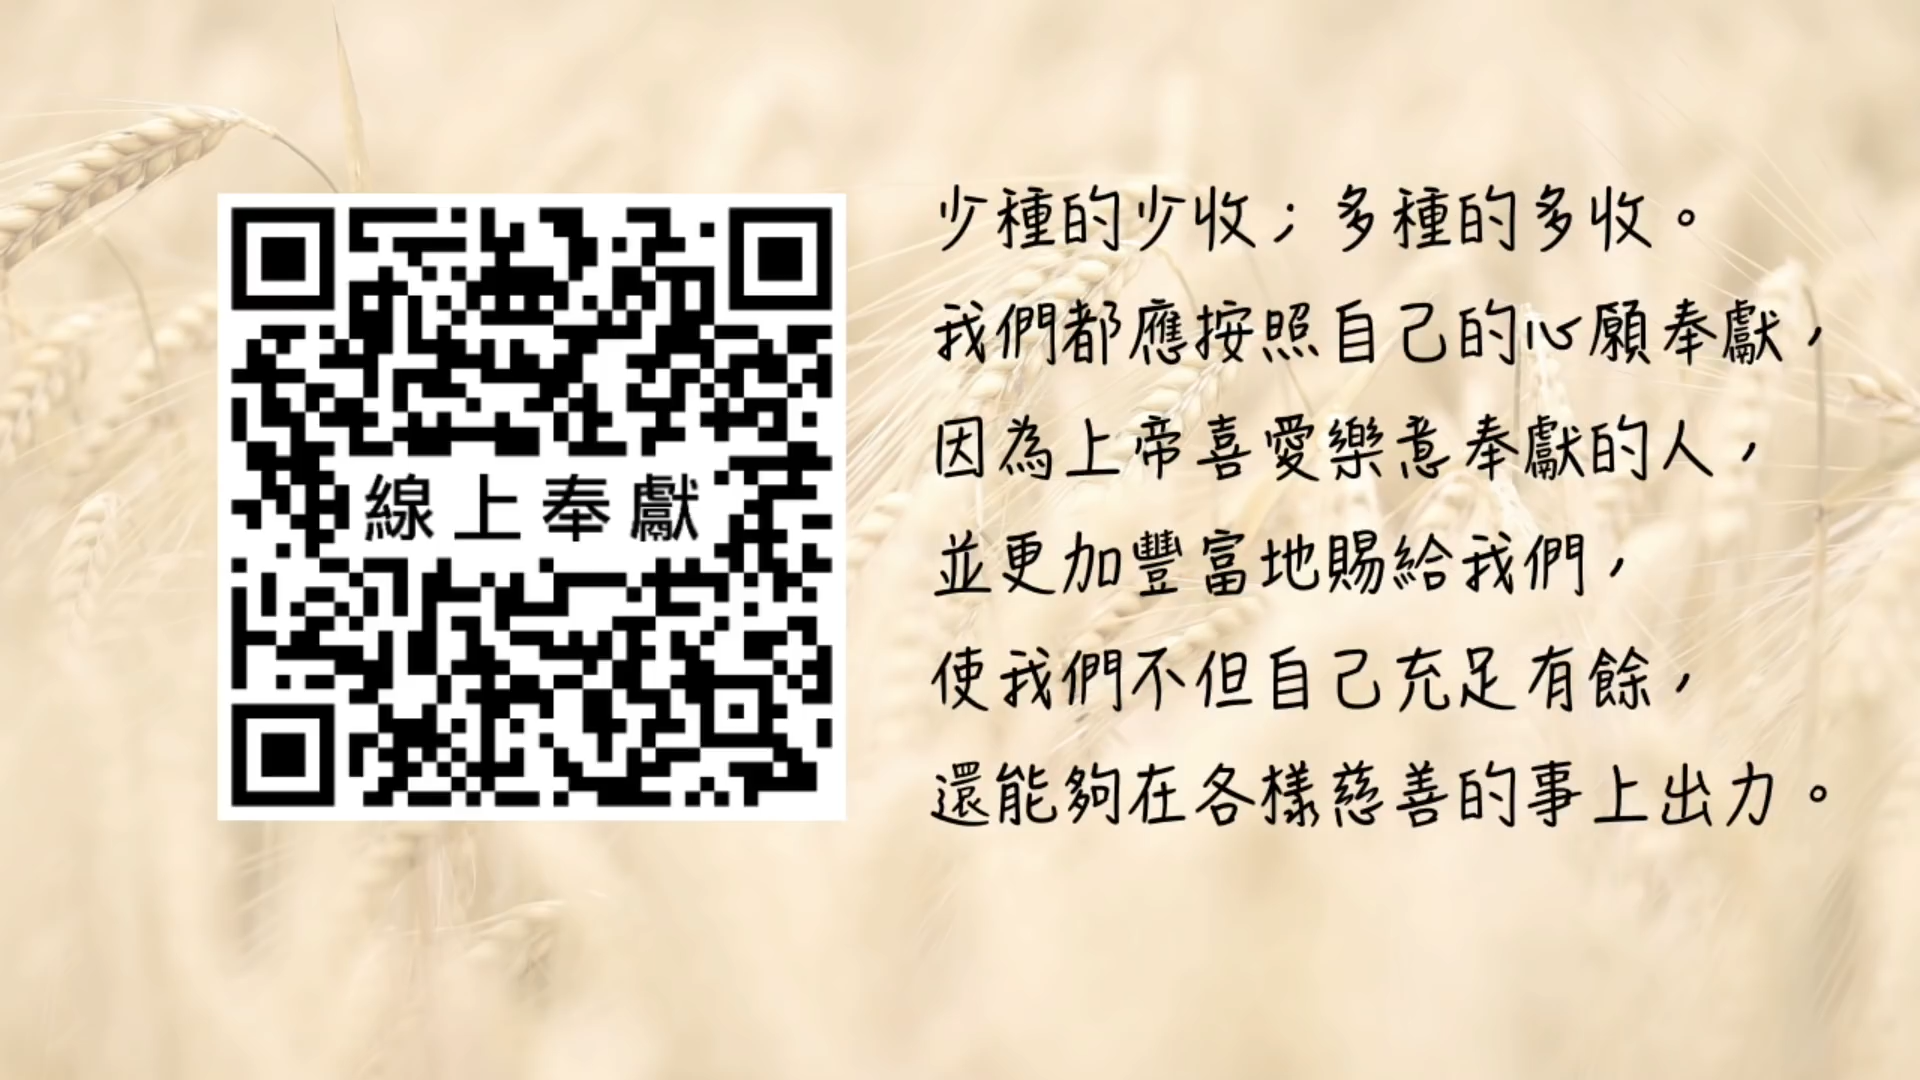 線上奉獻
少種的少收；多種的多收。
我們都應按照自己的心願奉獻，
因為上帝喜愛樂意奉獻的人，
並更加豐富地賜給我們，
使我們不但自己充足有餘，
還能夠在各樣慈善的事上出力。